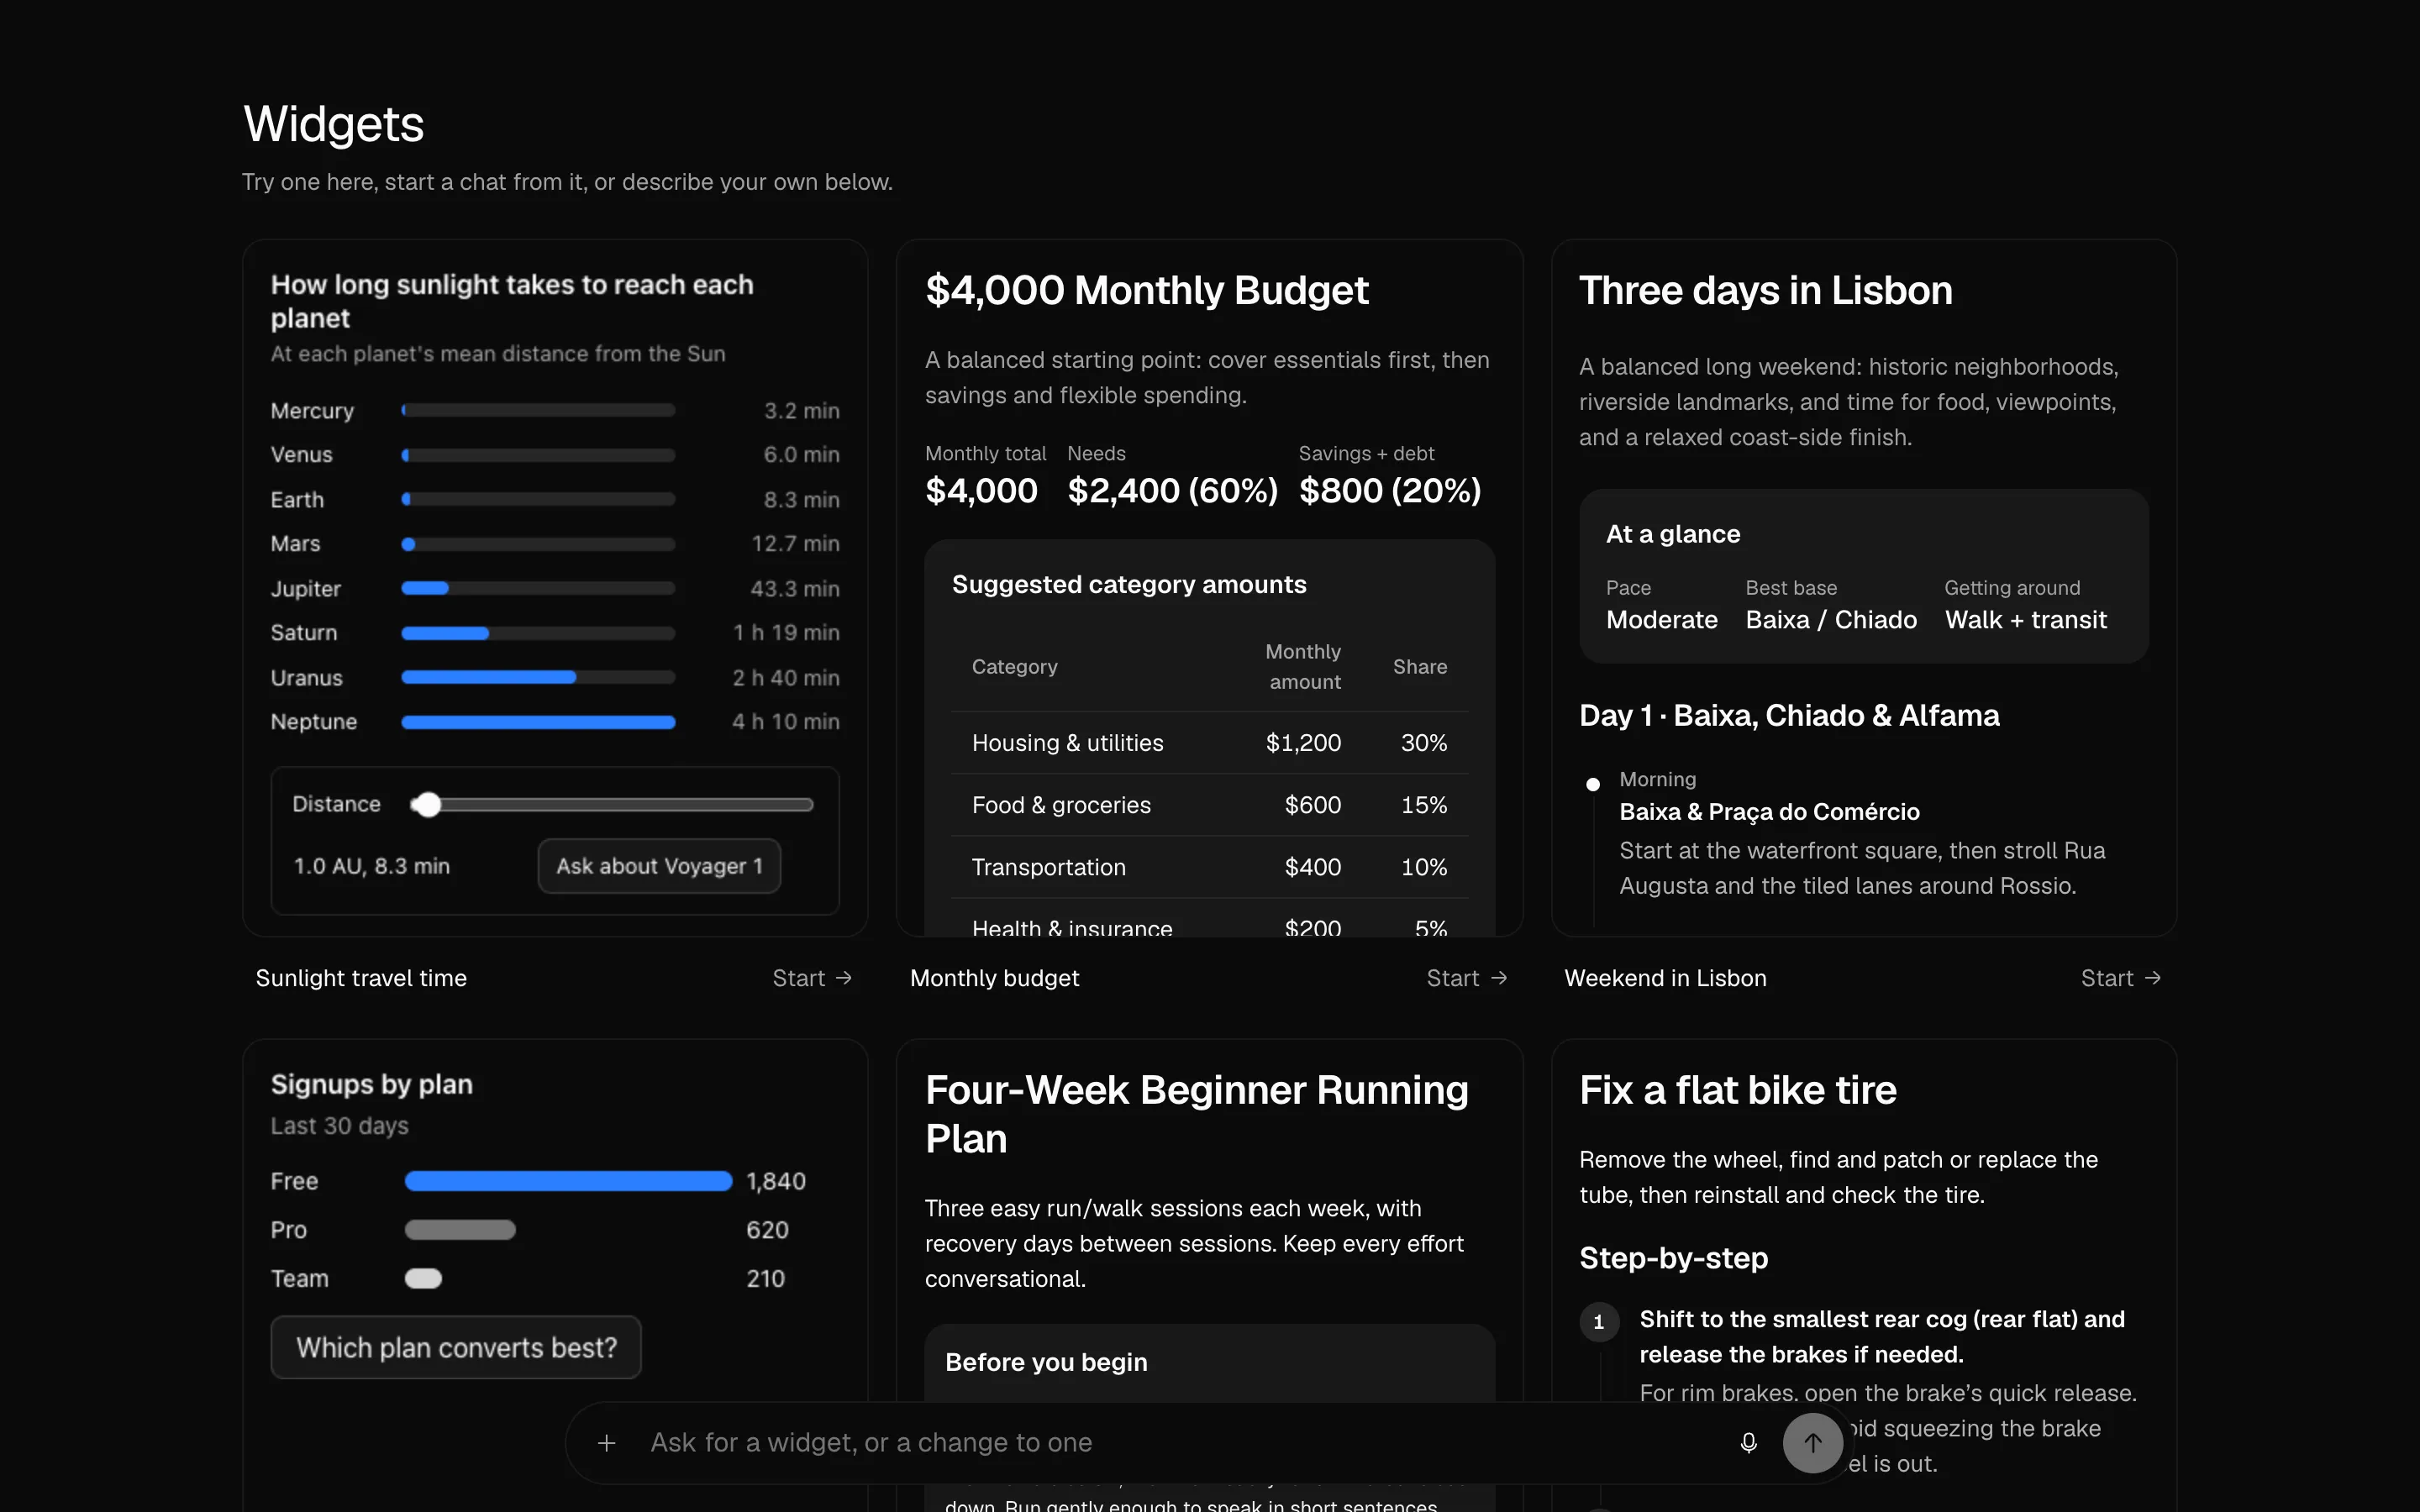 Widgets
Try one here, start a chat from it, or describe your own below.
How long sunlight takes to reach each
planet
At each planet's mean distance from the Sun
Mercury 3.2 min
Venus 6.0 min
Earth 8.3 min
Mars 12.7 min
Jupiter 43.3 min
Saturn 1 h 19 min
Uranus 2 h 40 min
Neptune 4 h 10 min
Distance
1.0 AU, 8.3 min Ask about Voyager 1
Sunlight travel time Start →
$4,000 Monthly Budget
A balanced starting point: cover essentials first, then
savings and flexible spending.
Monthly total Needs Savings + debt
$4,000 $2,400 (60%) $800 (20%)
Suggested category amounts
Category Monthly amount Share
Housing & utilities $1,200 30%
Food & groceries $600 15%
Transportation $400 10%
Health & insurance $200 5%
Monthly budget Start →
Three days in Lisbon
A balanced long weekend: historic neighborhoods,
riverside landmarks, and time for food, viewpoints,
and a relaxed coast-side finish.
At a glance
Pace Best base Getting around
Moderate Baixa / Chiado Walk + transit
Day 1 · Baixa, Chiado & Alfama
Morning
Baixa & Praça do Comércio
Start at the waterfront square, then stroll Rua
Augusta and the tiled lanes around Rossio.
Weekend in Lisbon Start →
Signups by plan
Last 30 days
Free 1,840
Pro 620
Team 210
Which plan converts best?
Four-Week Beginner Running
Plan
Three easy run/walk sessions each week, with
recovery days between sessions. Keep every effort
conversational.
Before you begin
down. Run gently enough to speak in short sentences.
Fix a flat bike tire
Remove the wheel, find and patch or replace the
tube, then reinstall and check the tire.
Step-by-step
1 Shift to the smallest rear cog (rear flat) and
release the brakes if needed.
For rim brakes, open the brake's quick release.
squeezing the brake
is out.
Ask for a widget, or a change to one